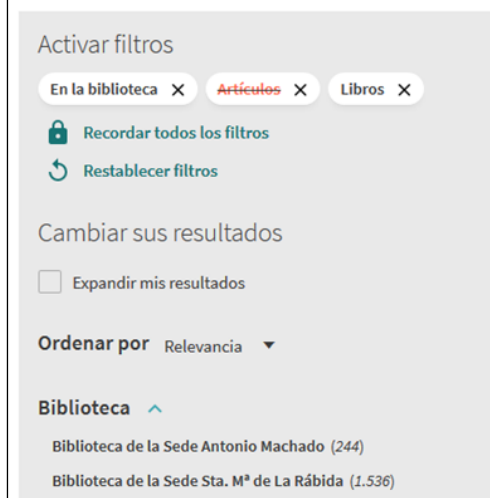 Activar filtros
En la biblioteca X Artículos X Libros X
Recordar todos los filtros
Restablecer filtros
Cambiar sus resultados
Expandir mis resultados
Ordenar por Relevancia
Biblioteca
Biblioteca de la Sede Antonio Machado (244)
Biblioteca de la Sede Sta. Mª de La Rábida (1.536)